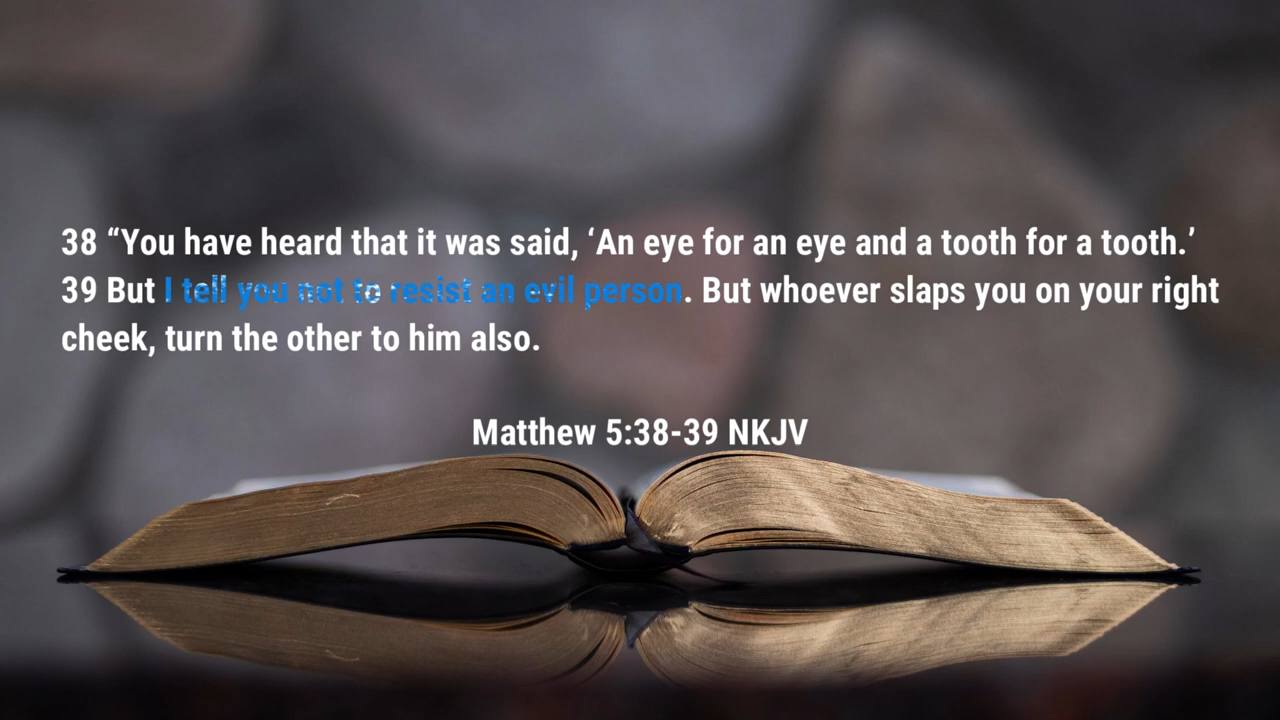 38 “You have heard that it was said, ‘An eye for an eye and a tooth for a tooth.’
39 But I tell you not to resist an evil person. But whoever slaps you on your right
cheek, turn the other to him also.
Matthew 5:38-39 NKJV